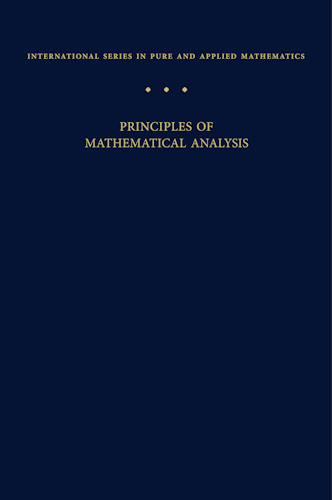 INTERNATIONAL SERIES IN PURE AND APPLIED MATHEMATICS
PRINCIPLES OF
MATHEMATICAL ANALYSIS